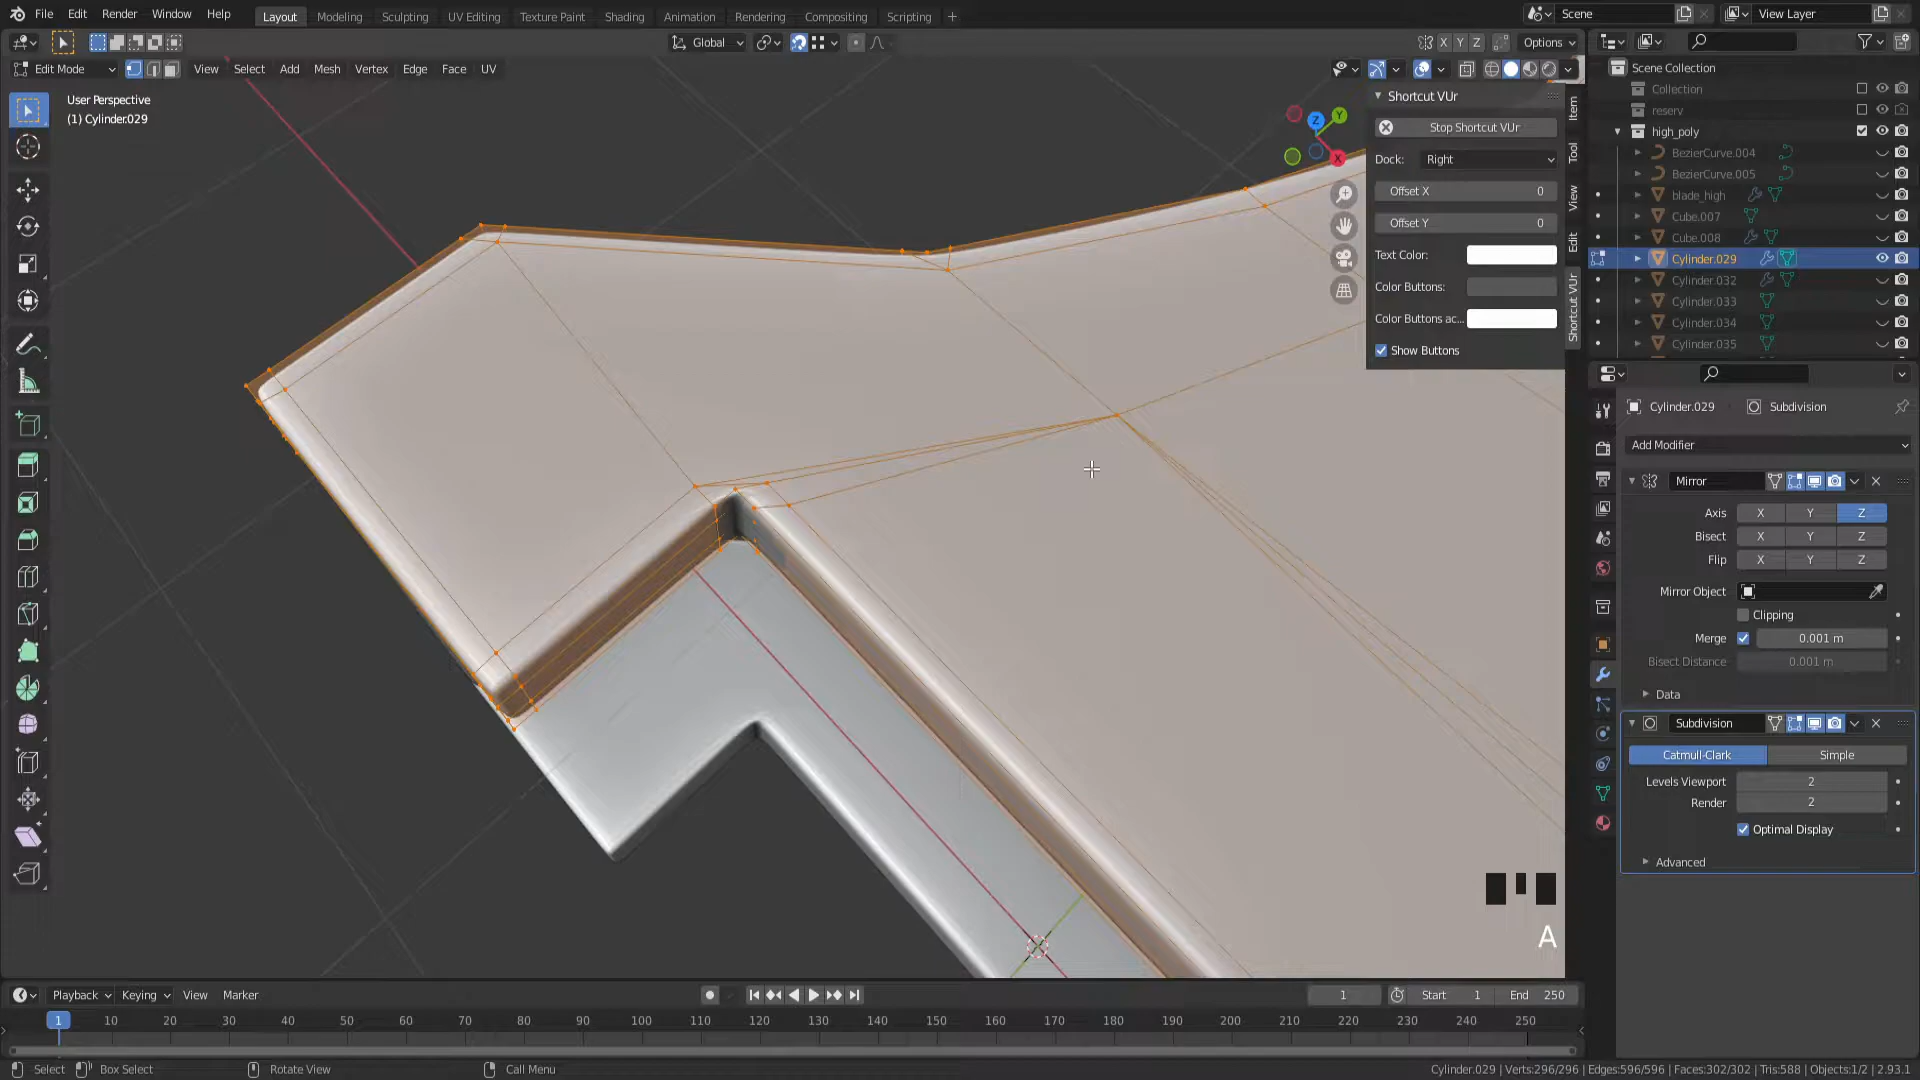 File Edit Render Window Help Layout Modeling Sculpting UV Editing Texture Paint Shading Animation Rendering Compositing Scripting + Scene View Layer
Global X Y Z Options
Edit Mode View Select Add Mesh Vertex Edge Face UV
User Perspective
(1) Cylinder.029
Z Y X
Shortcut VUr
Stop Shortcut VUr
Dock: Right
Offset X 0
Offset Y 0
Text Color:
Color Buttons:
Color Buttons ac...
Show Buttons
Item
Tool
View
Edit
Shortcut VUr
Scene Collection
Collection
reserv
high_poly
BezierCurve.004
BezierCurve.005
blade_high
Cube.007
Cube.008
Cylinder.029
Cylinder.032
Cylinder.033
Cylinder.034
Cylinder.035
Cylinder.029 Subdivision
Add Modifier
Mirror
Axis X Y Z
Bisect X Y Z
Flip X Y Z
Mirror Object
Clipping
Merge 0.001 m
Bisect Distance 0.001 m
Data
Subdivision
Catmull-Clark Simple
Levels Viewport 2
Render 2
Optimal Display
Advanced
A
Playback Keying View Marker 1 Start 1 End 250
1 10 20 30 40 50 60 70 80 90 100 110 120 130 140 150 160 170 180 190 200 210 220 230 240 250
Select Box Select Rotate View Call Menu Cylinder.029 | Verts:296/296 | Edges:596/596 | Faces:302/302 | Tris:588 | Objects:1/2 | 2.93.1